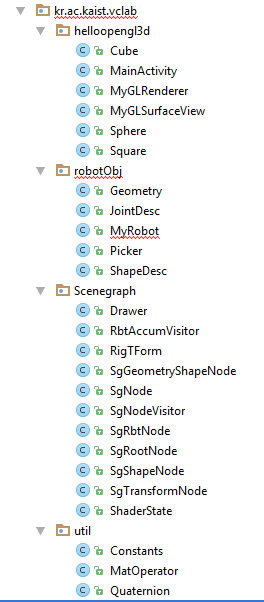 kr.ac.kaist.vclab
helloopengl3d
Cube
MainActivity
MyGLRenderer
MyGLSurfaceView
Sphere
Square
robotObj
Geometry
JointDesc
MyRobot
Picker
ShapeDesc
Scenegraph
Drawer
RbtAccumVisitor
RigTForm
SgGeometryShapeNode
SgNode
SgNodeVisitor
SgRbtNode
SgRootNode
SgShapeNode
SgTransformNode
ShaderState
util
Constants
MatOperator
Quaternion